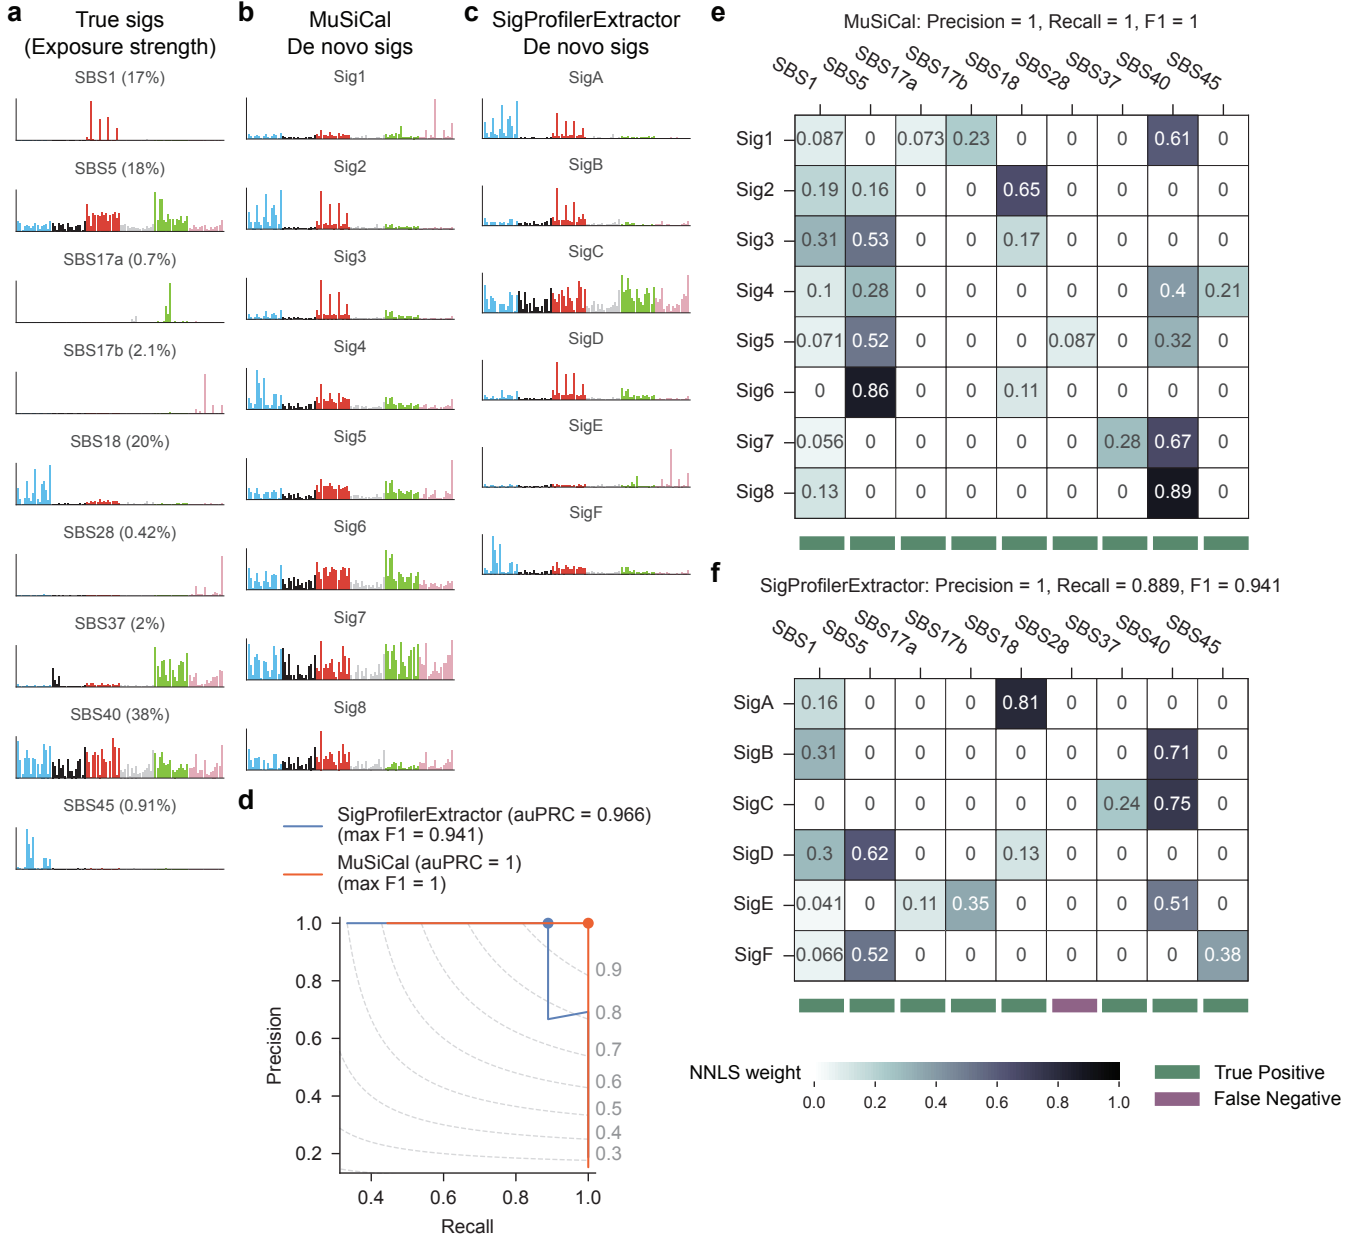 a
True sigs
(Exposure strength)
SBS1 (17%)
SBS5 (18%)
SBS17a (0.7%)
SBS17b (2.1%)
SBS18 (20%)
SBS28 (0.42%)
SBS37 (2%)
SBS40 (38%)
SBS45 (0.91%)
b
MuSiCal
De novo sigs
Sig1
Sig2
Sig3
Sig4
Sig5
Sig6
Sig7
Sig8
c
SigProfilerExtractor
De novo sigs
SigA
SigB
SigC
SigD
SigE
SigF
d
SigProfilerExtractor (auPRC = 0.966)
(max F1 = 0.941)
MuSiCal (auPRC = 1)
(max F1 = 1)
Precision
1.0
0.8
0.6
0.4
0.2
0.9
0.8
0.7
0.6
0.5
0.4
0.3
0.4 0.6 0.8 1.0
Recall
e
MuSiCal: Precision = 1, Recall = 1, F1 = 1
SBS1 SBS5 SBS17a SBS17b SBS18 SBS28 SBS37 SBS40 SBS45
Sig1 0.087 0 0.073 0.23 0 0 0 0.61 0
Sig2 0.19 0.16 0 0 0.65 0 0 0 0
Sig3 0.31 0.53 0 0 0.17 0 0 0 0
Sig4 0.1 0.28 0 0 0 0 0 0.4 0.21
Sig5 0.071 0.52 0 0 0 0.087 0 0.32 0
Sig6 0 0.86 0 0 0.11 0 0 0 0
Sig7 0.056 0 0 0 0 0 0.28 0.67 0
Sig8 0.13 0 0 0 0 0 0 0.89 0
f
SigProfilerExtractor: Precision = 1, Recall = 0.889, F1 = 0.941
SBS1 SBS5 SBS17a SBS17b SBS18 SBS28 SBS37 SBS40 SBS45
SigA 0.16 0 0 0 0.81 0 0 0 0
SigB 0.31 0 0 0 0 0 0 0.71 0
SigC 0 0 0 0 0 0 0.24 0.75 0
SigD 0.3 0.62 0 0 0.13 0 0 0 0
SigE 0.041 0 0.11 0.35 0 0 0 0.51 0
SigF 0.066 0.52 0 0 0 0 0 0 0.38
NNLS weight
0.0 0.2 0.4 0.6 0.8 1.0
True Positive
False Negative